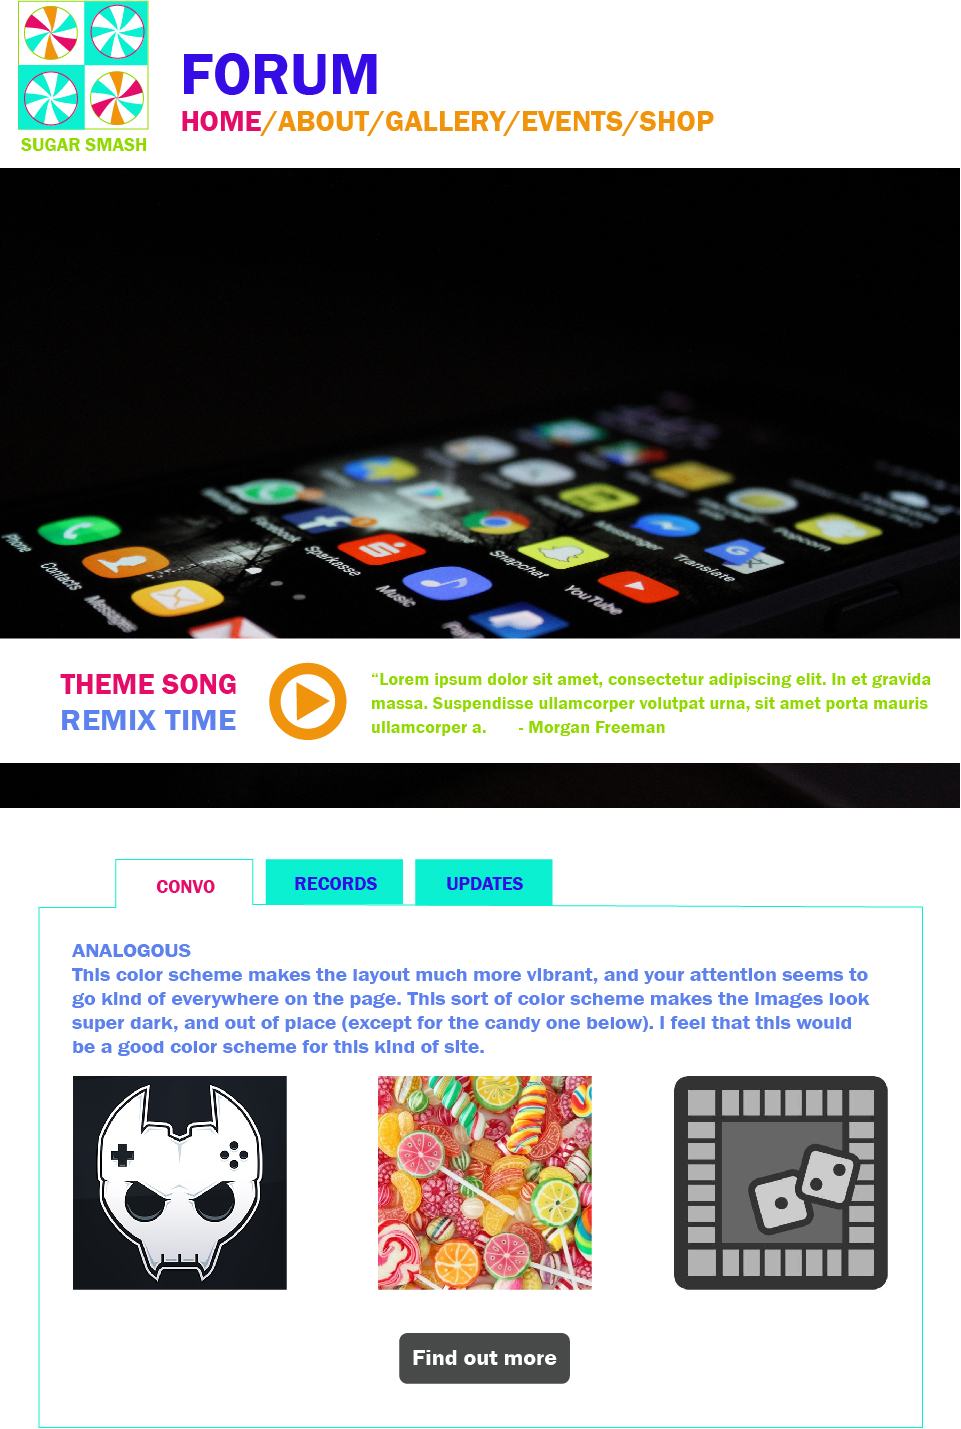 FORUM
HOME/ABOUT/GALLERY/EVENTS/SHOP
SUGAR SMASH
Phone
Contacts
Messages
Facebook
Sparkasse
Music
Snapchat
YouTube
Messenger
Translate
Popcorn
THEME SONG
REMIX TIME
“Lorem ipsum dolor sit amet, consectetur adipiscing elit. In et gravida
massa. Suspendisse ullamcorper volutpat urna, sit amet porta mauris
ullamcorper a. - Morgan Freeman
CONVO
RECORDS
UPDATES
ANALOGOUS
This color scheme makes the layout much more vibrant, and your attention seems to
go kind of everywhere on the page. This sort of color scheme makes the images look
super dark, and out of place (except for the candy one below). I feel that this would
be a good color scheme for this kind of site.
Find out more